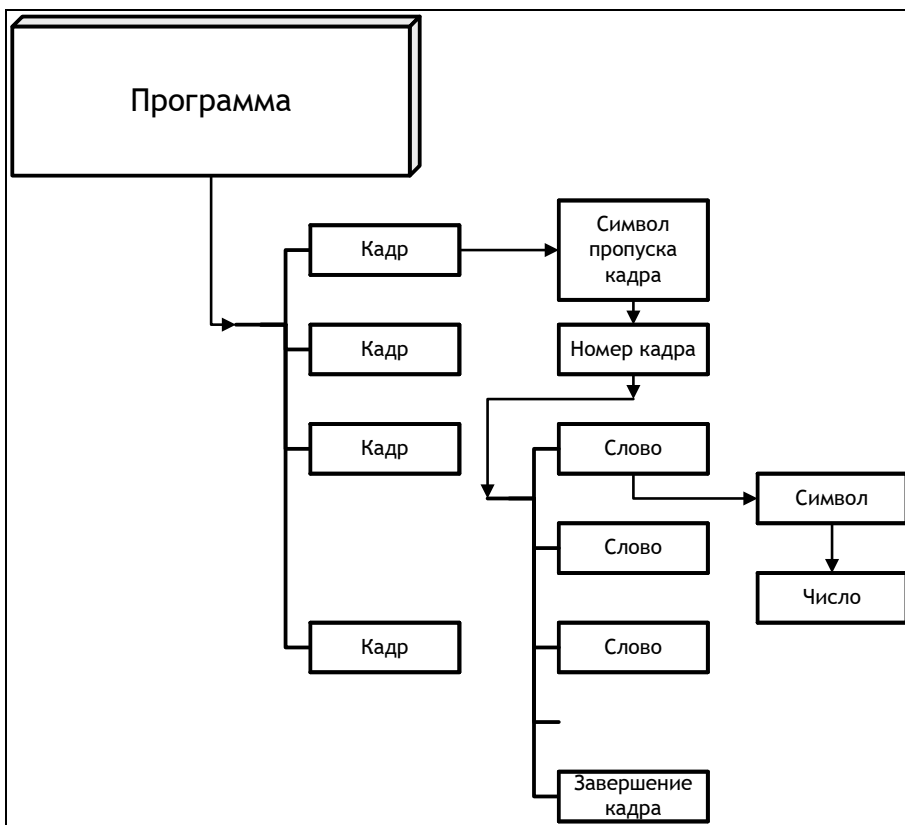 Программа
Кадр
Символ
пропуска
кадра
Кадр
Номер кадра
Кадр
Слово
Символ
Слово
Число
Кадр
Слово
Завершение
кадра